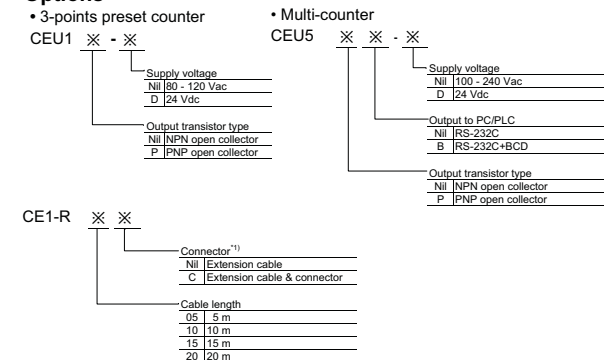 • 3-points preset counter
CEU1 ※ - ※
Supply voltage
Nil 80 - 120 Vac
D 24 Vdc
Output transistor type
Nil NPN open collector
P PNP open collector
• Multi-counter
CEU5 ※ ※ - ※
Supply voltage
Nil 100 - 240 Vac
D 24 Vdc
Output to PC/PLC
Nil RS-232C
B RS-232C+BCD
Output transistor type
Nil NPN open collector
P PNP open collector
CE1-R ※ ※
Connector*1)
Nil Extension cable
C Extension cable & connector
Cable length
05 5 m
10 10 m
15 15 m
20 20 m